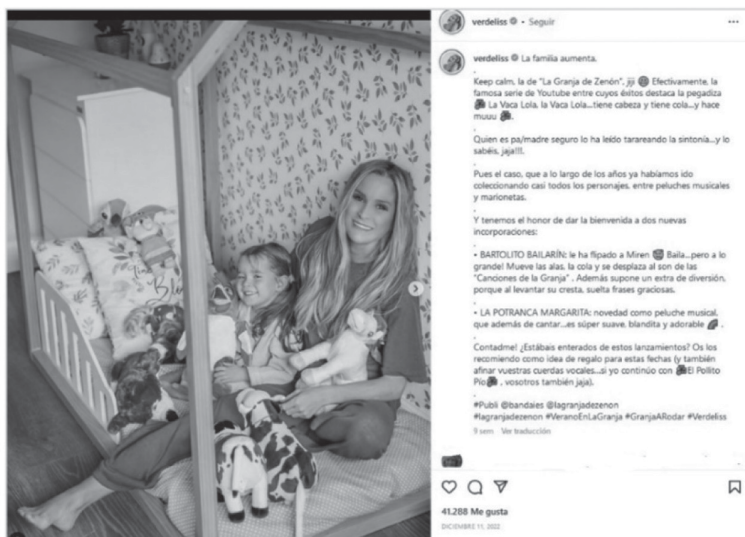 verdeliss • Seguir
verdeliss La familia aumenta.
.
Keep calm, la de "La Granja de Zenón", jiji Efectivamente, la
famosa serie de Youtube entre cuyos éxitos destaca la pegadiza
La Vaca Lola, la Vaca Lola...tiene cabeza y tiene cola...y hace
muuu
.
Quien es pa/madre seguro lo ha leído tarareando la sintonía...y lo
sabéis, jaja!!!.
.
Pues el caso, que a lo largo de los años ya habíamos ido
coleccionando casi todos los personajes, entre peluches musicales
y marionetas.
.
Y tenemos el honor de dar la bienvenida a dos nuevas
incorporaciones:
.
• BARTOLITO BAILARÍN: le ha flipado a Miren Baila...pero a lo
grande! Mueve las alas, la cola y se desplaza al son de las
"Canciones de la Granja" . Además supone un extra de diversión,
porque al levantar su cresta, suelta frases graciosas.
.
• LA POTRANCA MARGARITA: novedad como peluche musical,
que además de cantar...es súper suave, blandita y adorable .
.
Contadme! ¿Estábais enterados de estos lanzamientos? Os los
recomiendo como idea de regalo para estas fechas (y también
afinar vuestras cuerdas vocales...si yo continúo con El Pollito
Pío , vosotros también jaja).
.
#Publi @bandaies @lagranjadezenon
#lagranjadezenon #VeranoEnLaGranja #GranjaARodar #Verdeliss
9 sem Ver traducción
41.288 Me gusta
DICIEMBRE 11, 2022